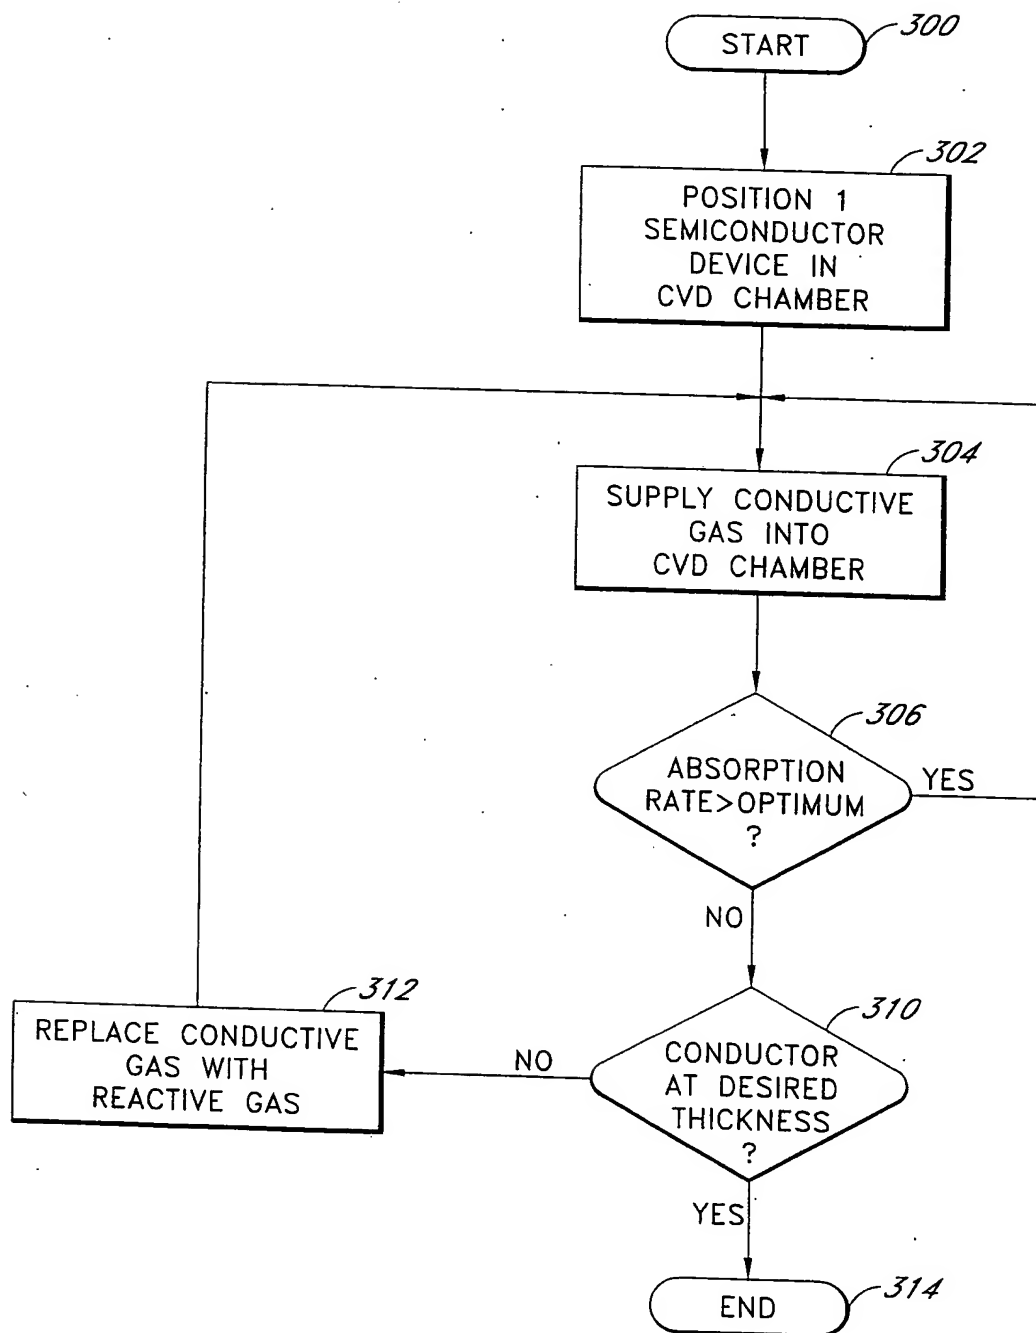 START
300
302
POSITION 1
SEMICONDUCTOR
DEVICE IN
CVD CHAMBER
304
SUPPLY CONDUCTIVE
GAS INTO
CVD CHAMBER
306
ABSORPTION
RATE>OPTIMUM
?
YES
NO
312
REPLACE CONDUCTIVE
GAS WITH
REACTIVE GAS
NO
310
CONDUCTOR
AT DESIRED
THICKNESS
?
YES
END
314